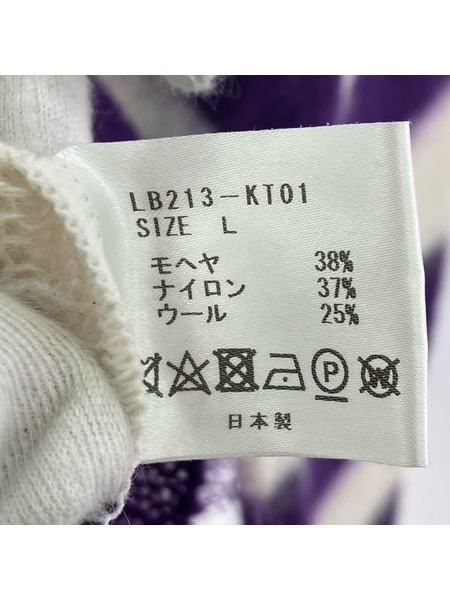 LB213-KT01
SIZE L
モヘヤ 38%
ナイロン 37%
ウール 25%
P W
日本製